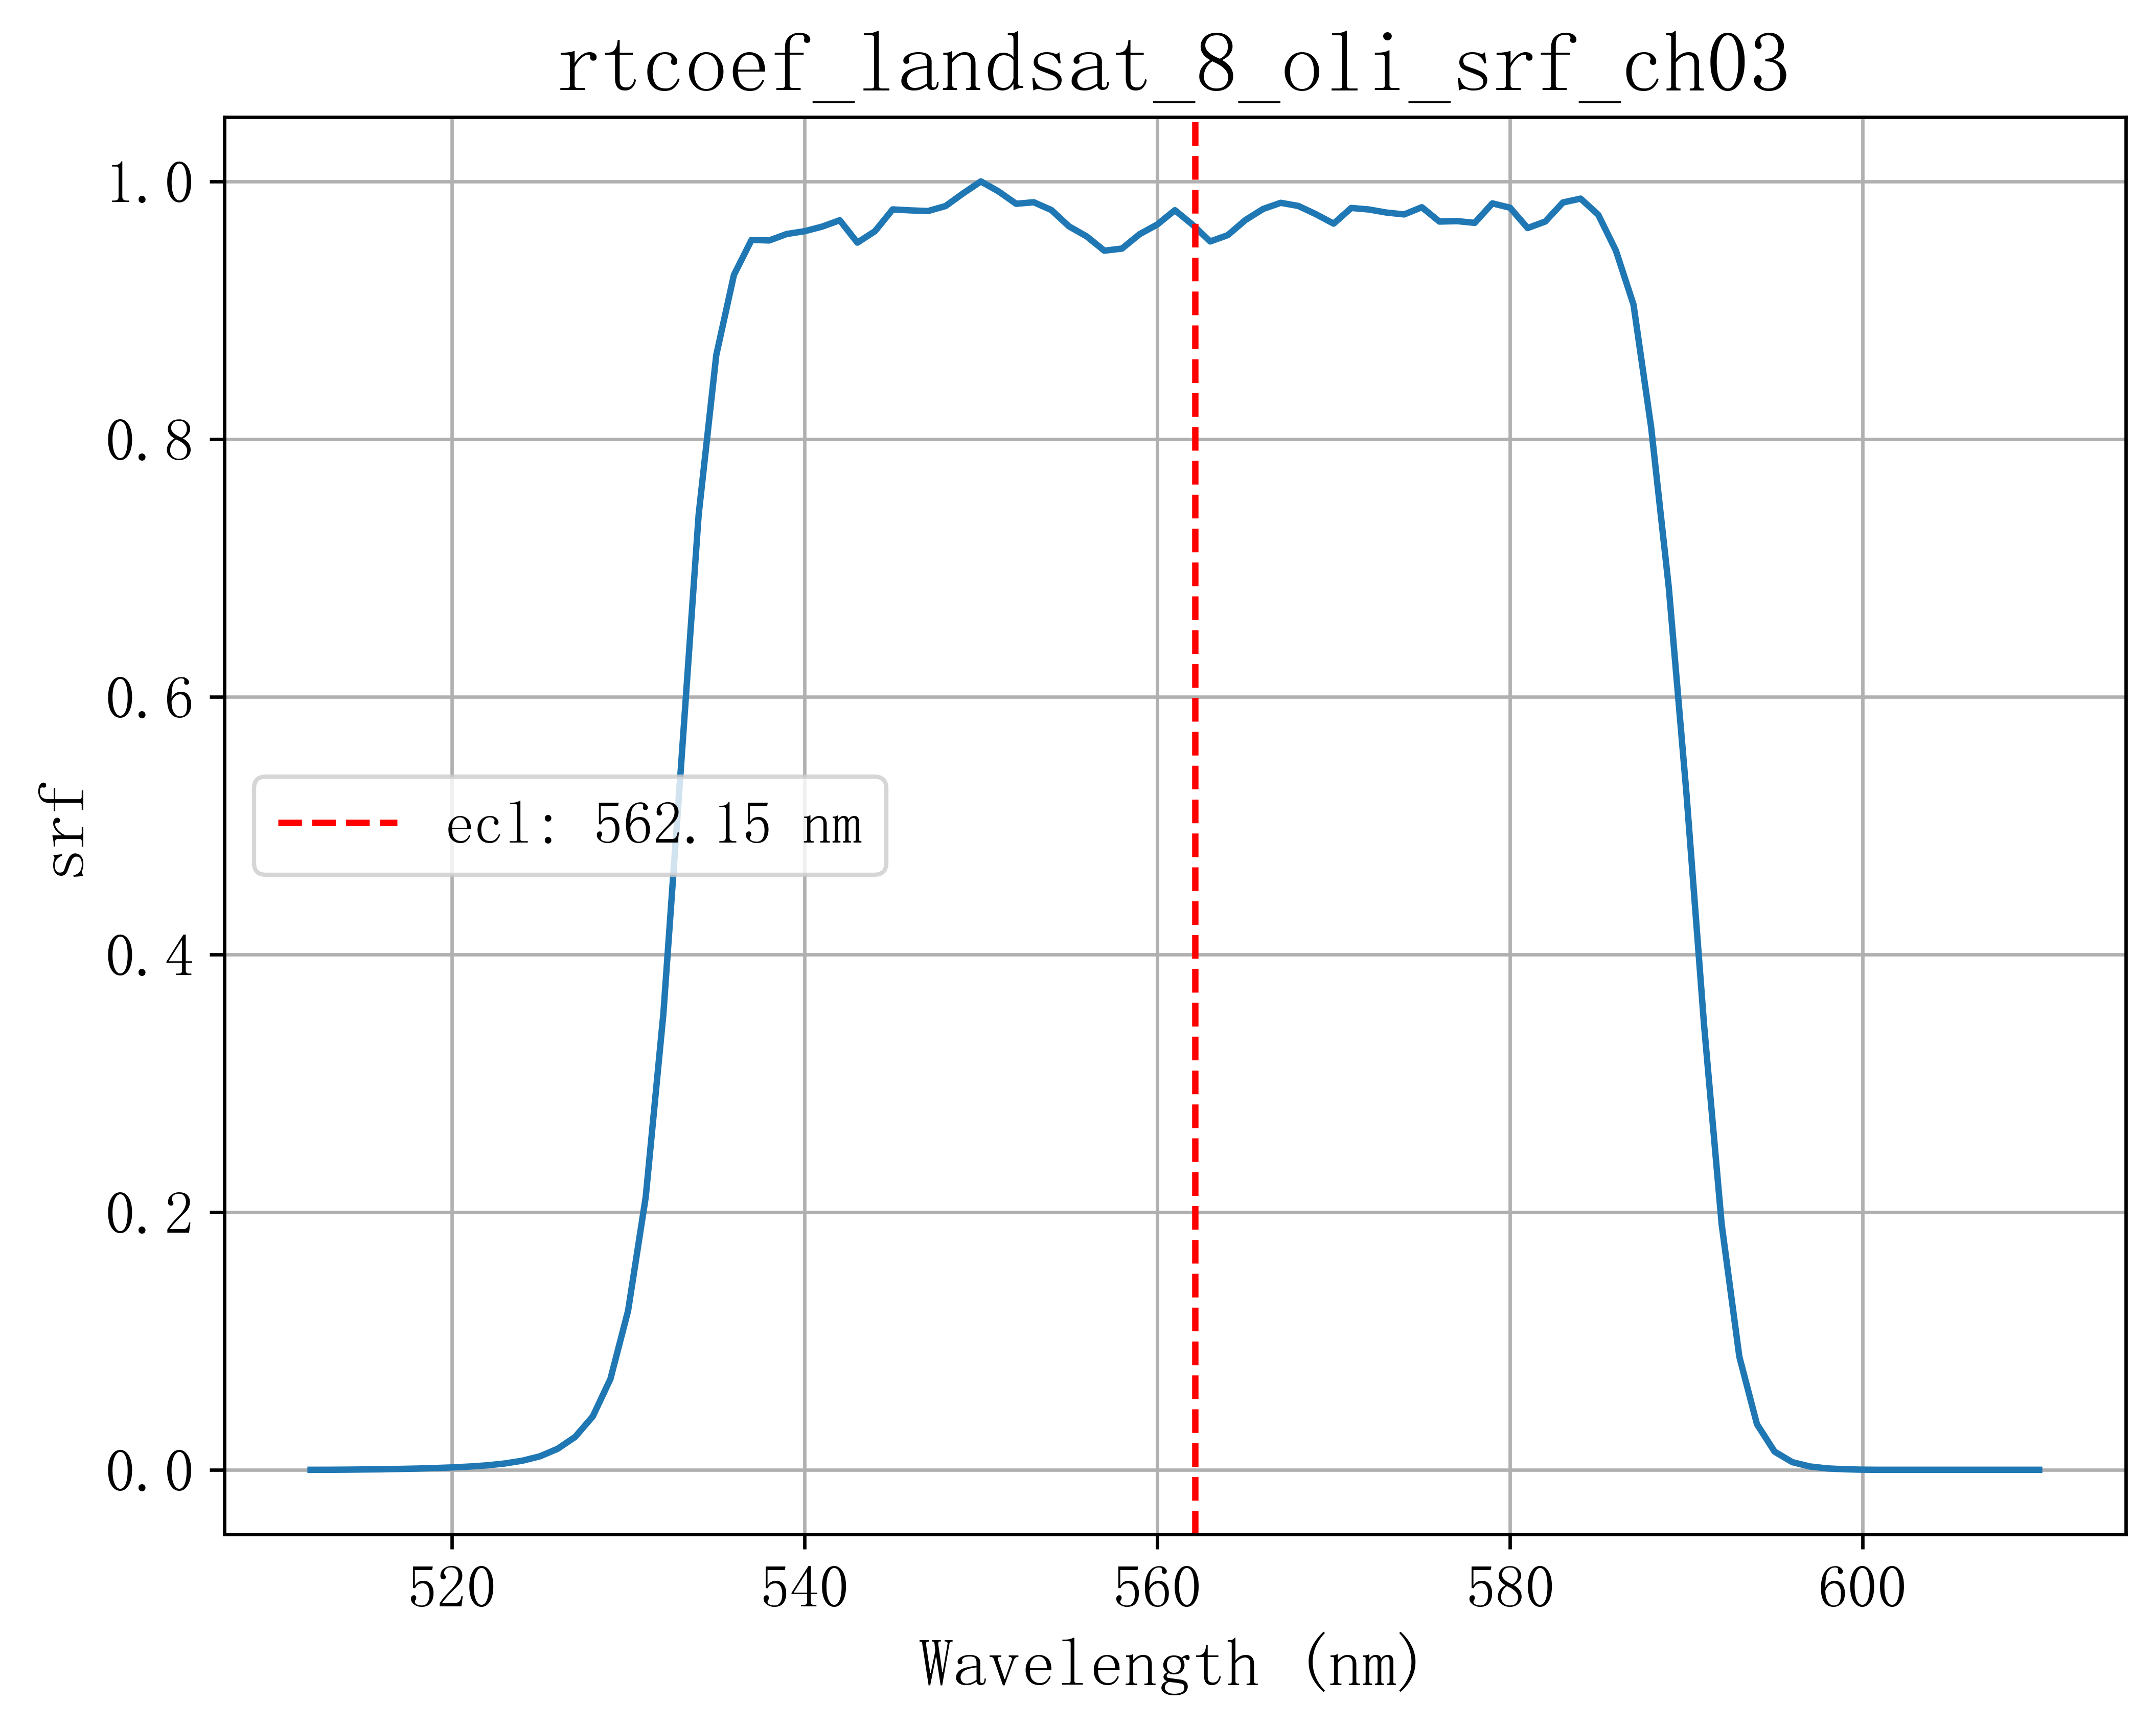 rtcoef_landsat_8_oli_srf_ch03
1.0
0.8
0.6
0.4
0.2
0.0
srf
ecl: 562.15 nm
520 540 560 580 600
Wavelength (nm)